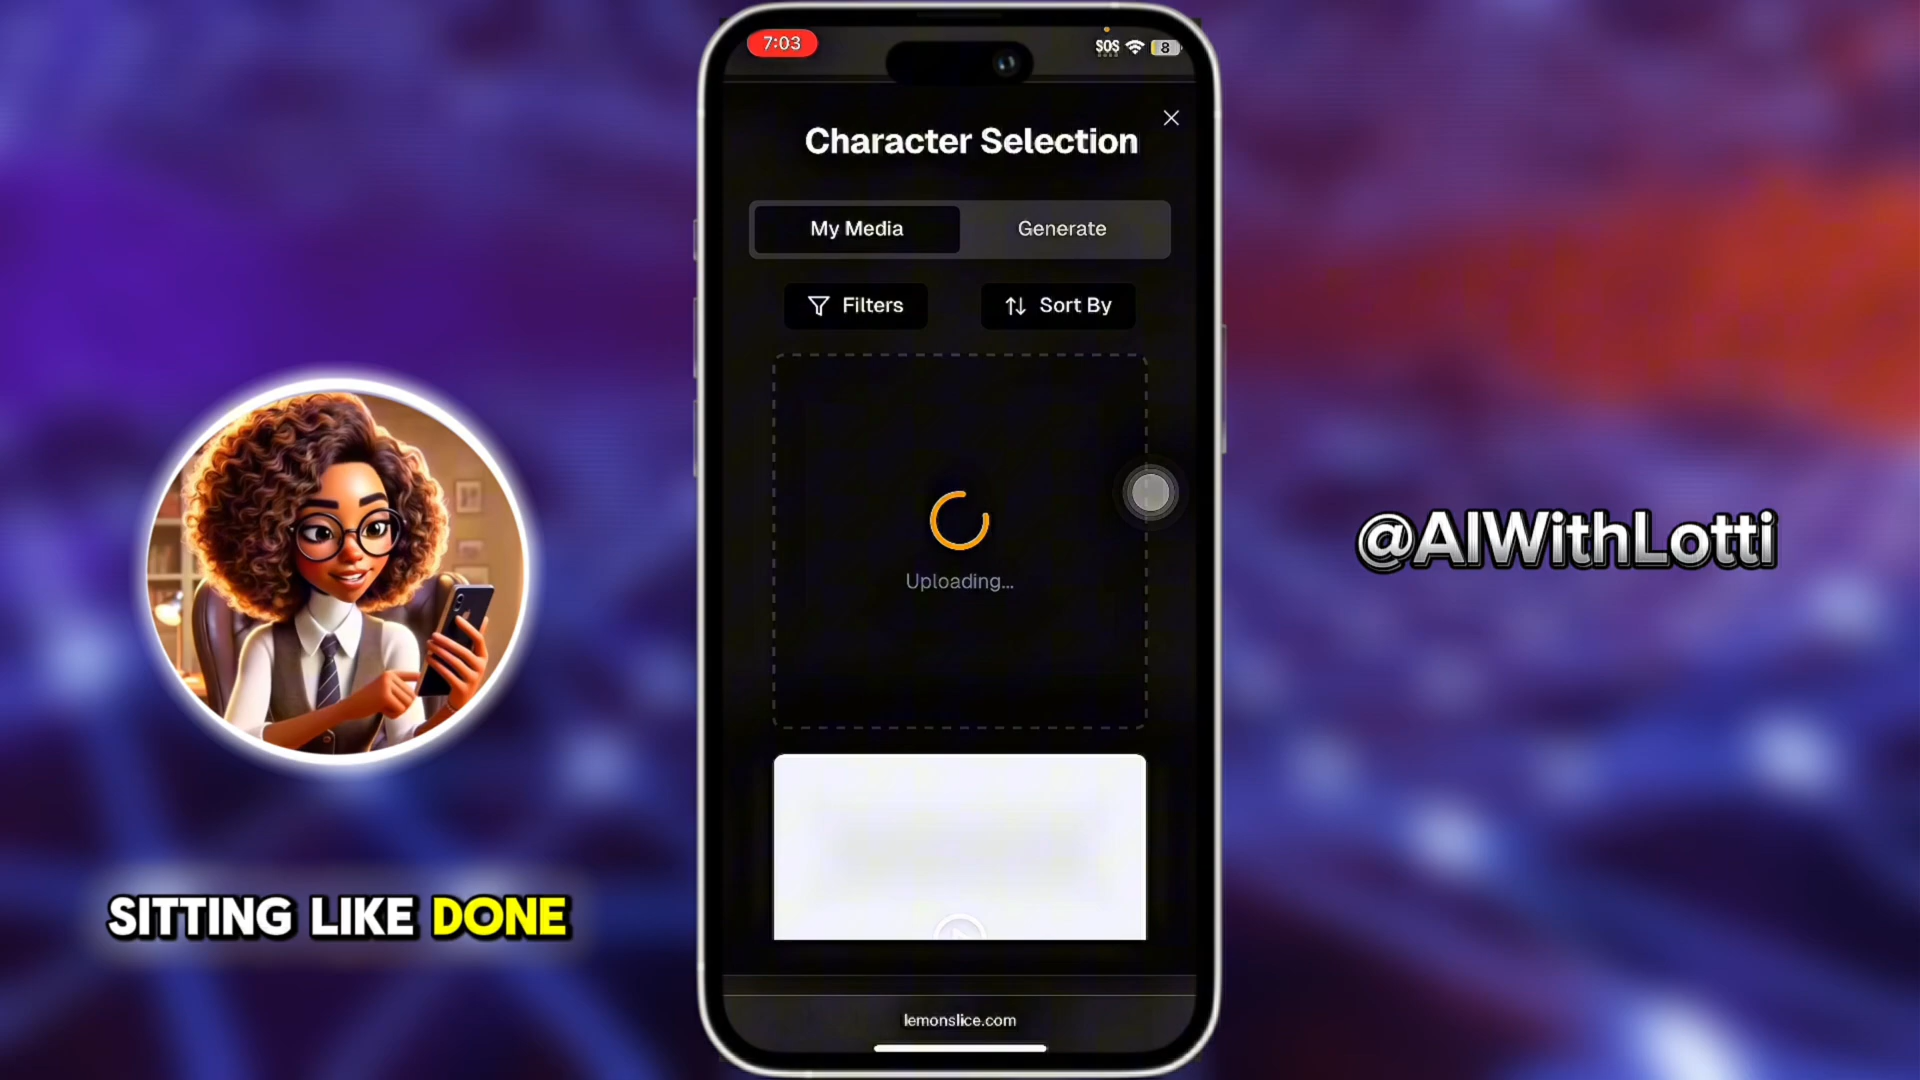 7:03
SOS
8
Character Selection
My Media
Generate
Filters
Sort By
Uploading...
lemonslice.com
@AIWithLotti
SITTING LIKE DONE